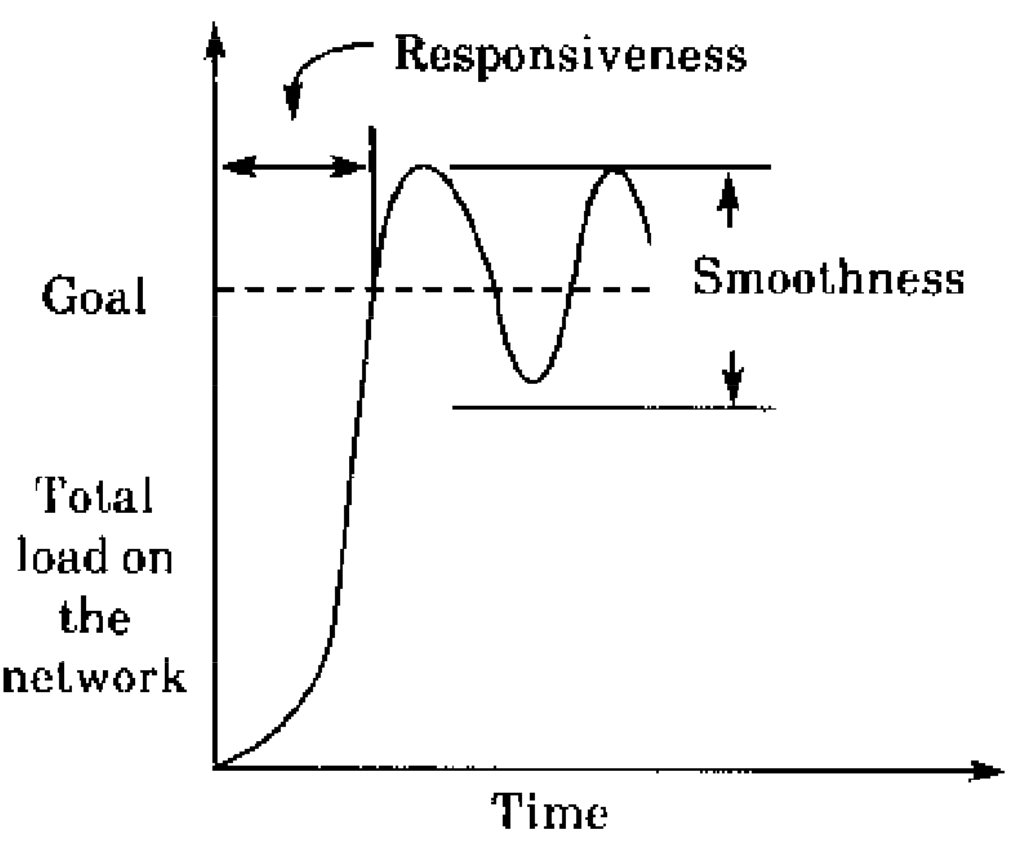 Responsiveness
Goal
Smoothness
Total
load on
the
network
Time